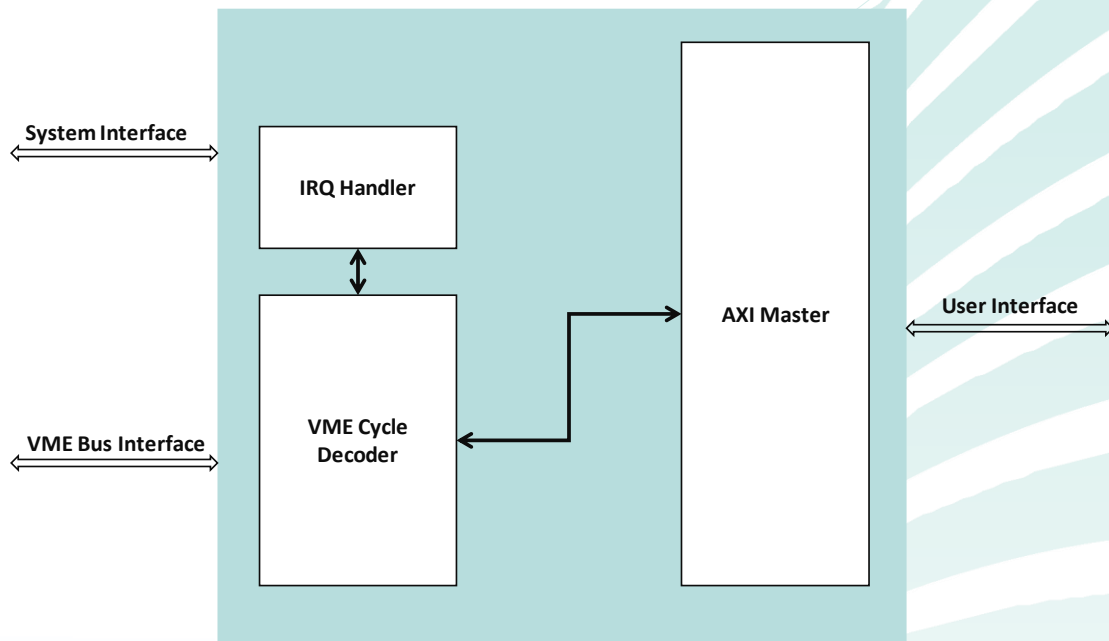 System Interface
IRQ Handler
AXI Master
User Interface
VME Bus Interface
VME Cycle
Decoder